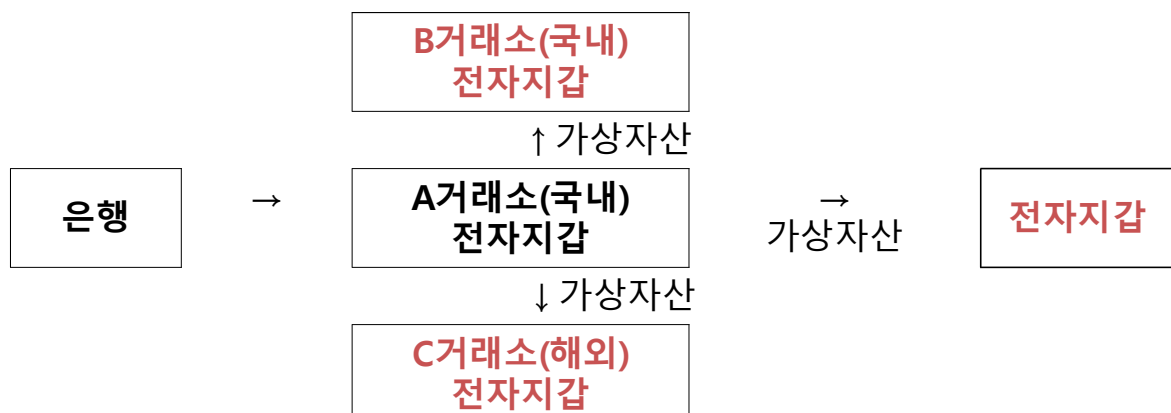 B거래소(국내)
전자지갑
↑ 가상자산
은행
→
A거래소(국내)
전자지갑
→
가상자산
전자지갑
↓ 가상자산
C거래소(해외)
전자지갑